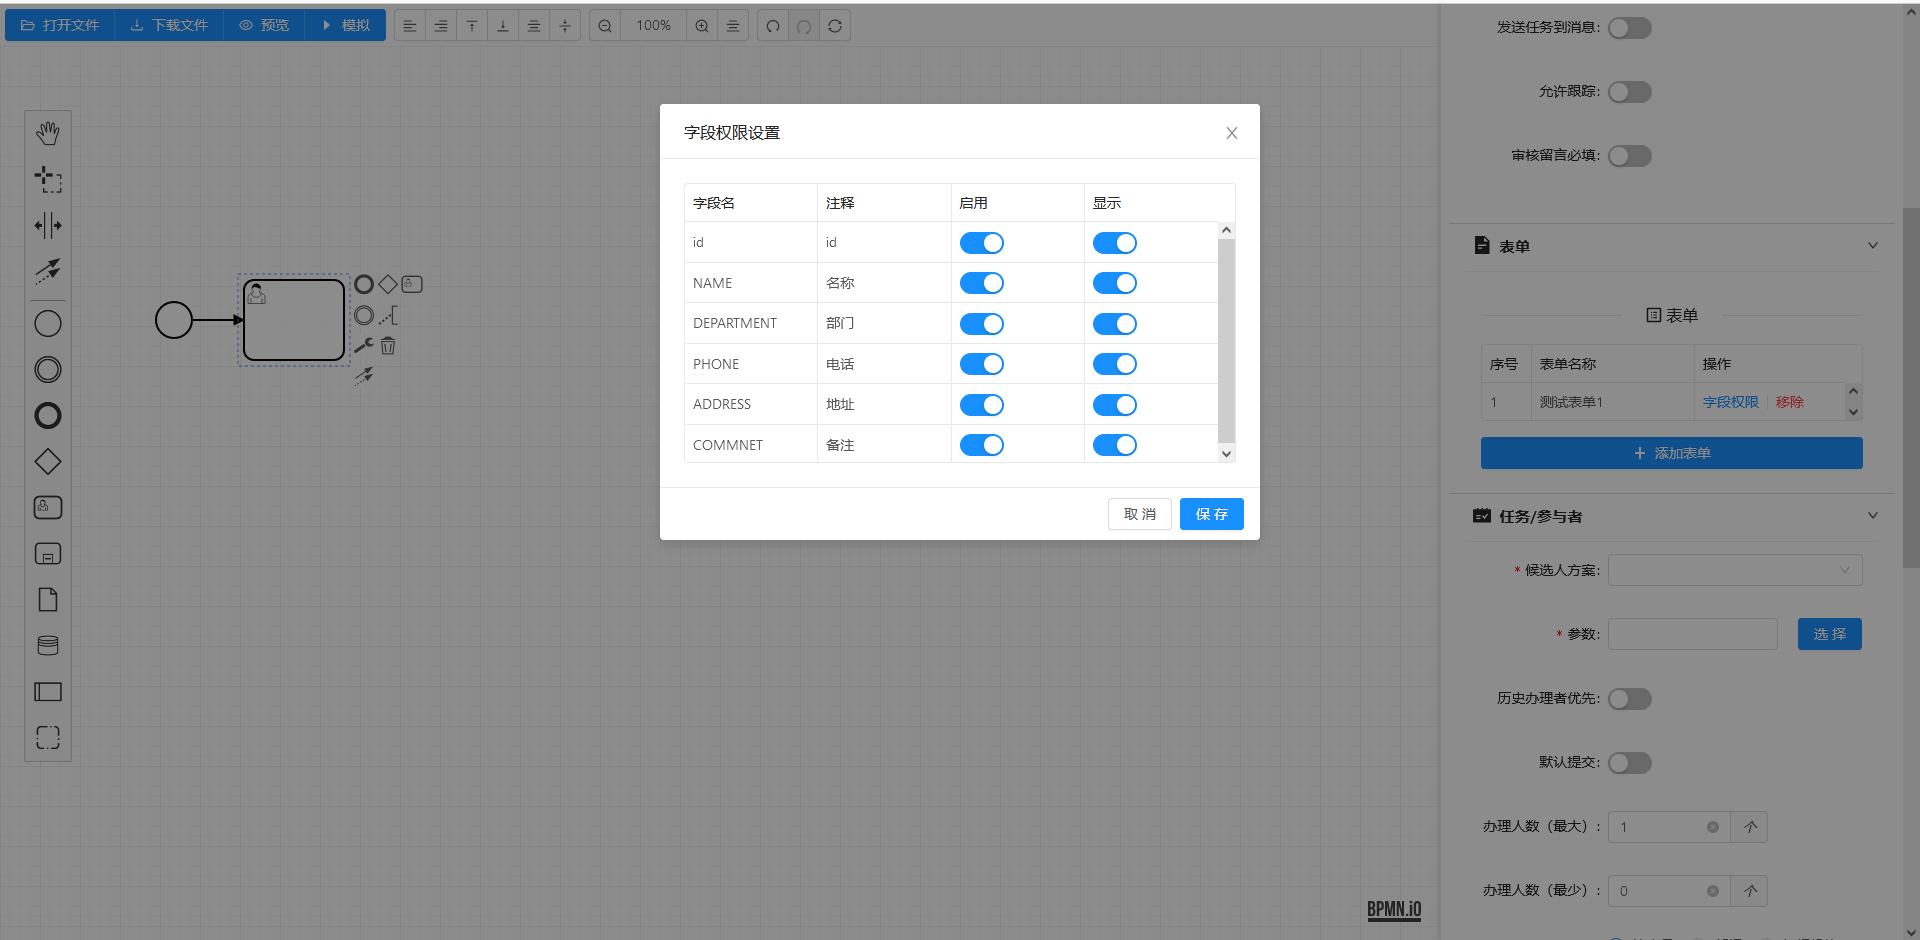 打开文件 下载文件 预览 模拟 100%
发送任务到消息:
允许跟踪:
审核留言必填:
字段权限设置
字段名 注释 启用 显示
id id
NAME 名称
DEPARTMENT 部门
PHONE 电话
ADDRESS 地址
COMMNET 备注
取 消 保 存
表单
表单
序号 表单名称 操作
1 测试表单1 字段权限 移除
添加表单
任务/参与者
* 候选人方案:
* 参数: 选 择
历史办理者优先:
默认提交:
办理人数（最大）: 1 个
办理人数（最少）: 0 个
BPMN.iO